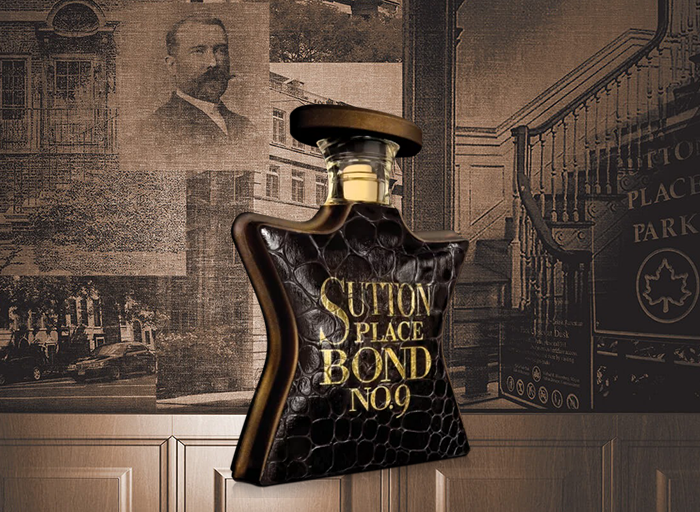 SUTTON
PLACE
PARK
SUTTON
PLACE
BOND
NO.9